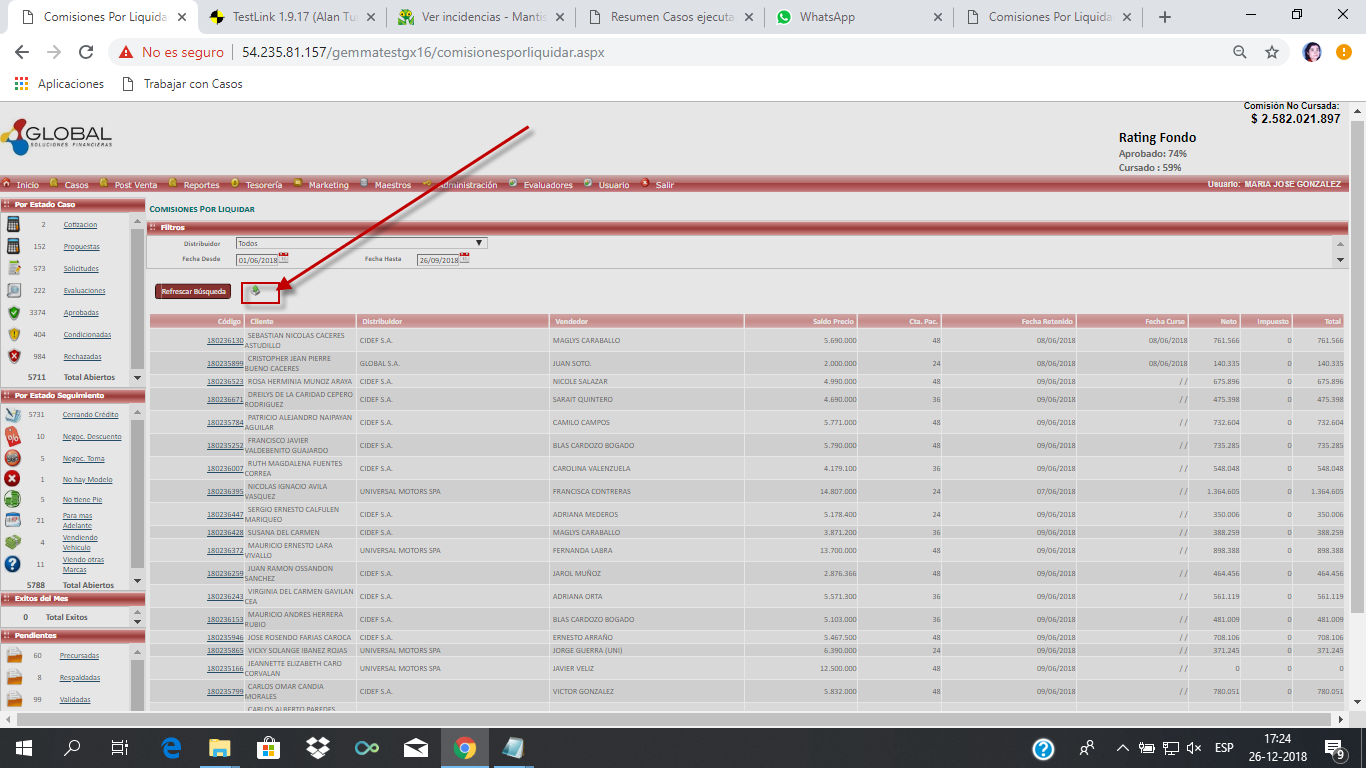 Comisiones Por Liquida
TestLink 1.9.17 (Alan Tu
Ver incidencias - Mantis
Resumen Casos ejecuta
WhatsApp
Comisiones Por Liquida
No es seguro
54.235.81.157/gemmatestgx16/comisionesporliquidar.aspx
Aplicaciones
Trabajar con Casos
Comisión No Cursada:
$ 2.582.021.897
GLOBAL
SOLUCIONES FINANCIERAS
Rating Fondo
Aprobado: 74%
Cursado : 59%
Inicio Casos Post Venta Reportes Tesorería Marketing Maestros Administración Evaluadores Usuario Salir
Usuario: MARIA JOSE GONZALEZ
Por Estado Caso
2 Cotizacion
152 Propuestas
573 Solicitudes
222 Evaluaciones
3374 Aprobadas
404 Condicionadas
984 Rechazadas
5711 Total Abiertos
Por Estado Seguimiento
5731 Cerrando Crédito
10 Negoc. Descuento
5 Negoc. Toma
1 No hay Modelo
5 No tiene Pie
21 Para mas Adelante
4 Vendiendo Vehiculo
11 Viendo otras Marcas
5788 Total Abiertos
Exitos del Mes
0 Total Exitos
Pendientes
60 Precursadas
8 Respaldadas
99 Validadas
COMISIONES POR LIQUIDAR
Filtros
Distribuidor Todos
Fecha Desde 01/06/2018 Fecha Hasta 26/09/2018
Refrescar Búsqueda
Código Cliente Distribuidor Vendedor Saldo Precio Cta. Pac. Fecha Retenido Fecha Curse Neto Impuesto Total
180236130 SEBASTIAN NICOLAS CACERES ASTUDILLO CIDEF S.A. MAGLYS CARABALLO 5.690.000 48 08/06/2018 08/06/2018 761.566 0 761.566
180235899 CRISTOPHER JEAN PIERRE BUENO CACERES GLOBAL S.A. JUAN SOTO. 2.000.000 24 08/06/2018 08/06/2018 140.335 0 140.335
180236523 ROSA HERMINIA MUNOZ ARAYA CIDEF S.A. NICOLE SALAZAR 4.990.000 48 09/06/2018 / / 675.896 0 675.896
180236671 DREILYS DE LA CARIDAD CEPERO RODRIGUEZ CIDEF S.A. SARAIT QUINTERO 4.690.000 36 09/06/2018 / / 475.398 0 475.398
180235784 PATRICIO ALEJANDRO NAIPAYAN AGUILAR CIDEF S.A. CAMILO CAMPOS 5.771.000 48 09/06/2018 / / 732.604 0 732.604
180235252 FRANCISCO JAVIER VALDEBENITO GUAJARDO CIDEF S.A. BLAS CARDOZO BOGADO 5.790.000 48 09/06/2018 / / 735.285 0 735.285
180236007 RUTH MAGDALENA FUENTES CORREA CIDEF S.A. CAROLINA VALENZUELA 4.179.100 36 09/06/2018 / / 548.048 0 548.048
180236395 NICOLAS IGNACIO AVILA VASQUEZ UNIVERSAL MOTORS SPA FRANCISCA CONTRERAS 14.807.000 24 07/06/2018 / / 1.364.605 0 1.364.605
180236447 SERGIO ERNESTO CALFULEN MARIQUEO CIDEF S.A. ADRIANA MEDEROS 5.178.400 24 09/06/2018 / / 350.006 0 350.006
180236428 SUSANA DEL CARMEN CIDEF S.A. MAGLYS CARABALLO 3.871.200 36 09/06/2018 / / 388.259 0 388.259
180236372 MAURICIO ERNESTO LARA VIVALLO UNIVERSAL MOTORS SPA FERNANDA LABRA 13.700.000 48 09/06/2018 / / 898.388 0 898.388
180236259 JUAN RAMON OSSANDON SANCHEZ CIDEF S.A. JAROL MUÑOZ 2.876.366 48 09/06/2018 / / 464.456 0 464.456
180236243 VIRGINIA DEL CARMEN GAVILAN CEA CIDEF S.A. ADRIANA ORTA 5.571.300 36 09/06/2018 / / 561.119 0 561.119
180236153 MAURICIO ANDRES HERRERA RUBIO CIDEF S.A. BLAS CARDOZO BOGADO 5.103.000 36 09/06/2018 / / 481.009 0 481.009
180235946 JOSE ROSENDO FARIAS CAROCA CIDEF S.A. ERNESTO ARRAÑO 5.467.500 48 09/06/2018 / / 708.106 0 708.106
180235865 VICKY SOLANGE IBANEZ ROJAS UNIVERSAL MOTORS SPA JORGE GUERRA (UNI) 6.390.000 24 09/06/2018 / / 371.245 0 371.245
180235166 JEANNETTE ELIZABETH CARO CORVALAN UNIVERSAL MOTORS SPA JAVIER VELIZ 12.500.000 48 09/06/2018 / / 0 0 0
180235799 CARLOS OMAR CANDIA MORALES CIDEF S.A. VICTOR GONZALEZ 5.832.000 48 09/06/2018 / / 780.051 0 780.051
CARLOS ALBERTO PAREDES
ESP
17:24
26-12-2018
9